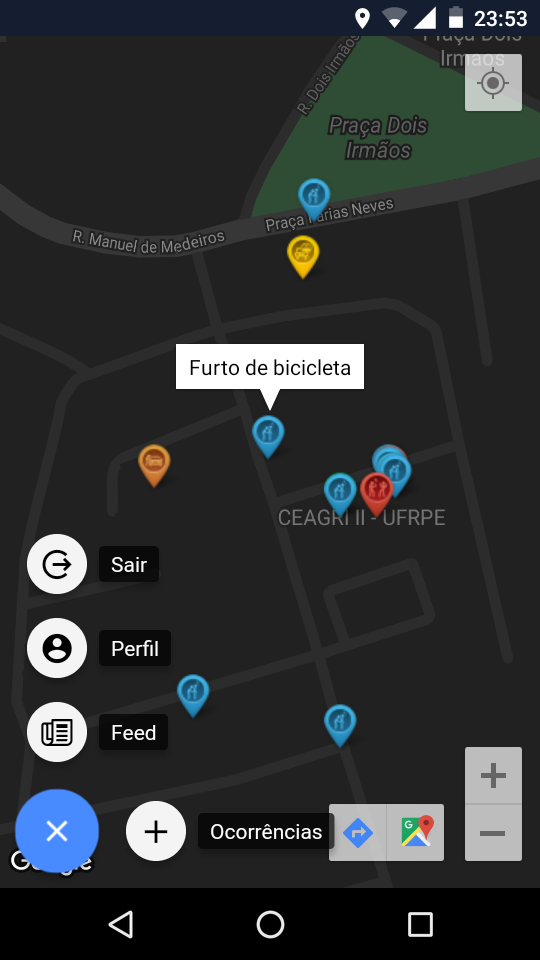 23:53
Praça Dois
Irmãos
R. Dois Irmãos
Praça Dois
Irmãos
Praça Farias Neves
R. Manuel de Medeiros
Furto de bicicleta
CEAGRI II - UFRPE
Sair
Perfil
Feed
Ocorrências
G
Google